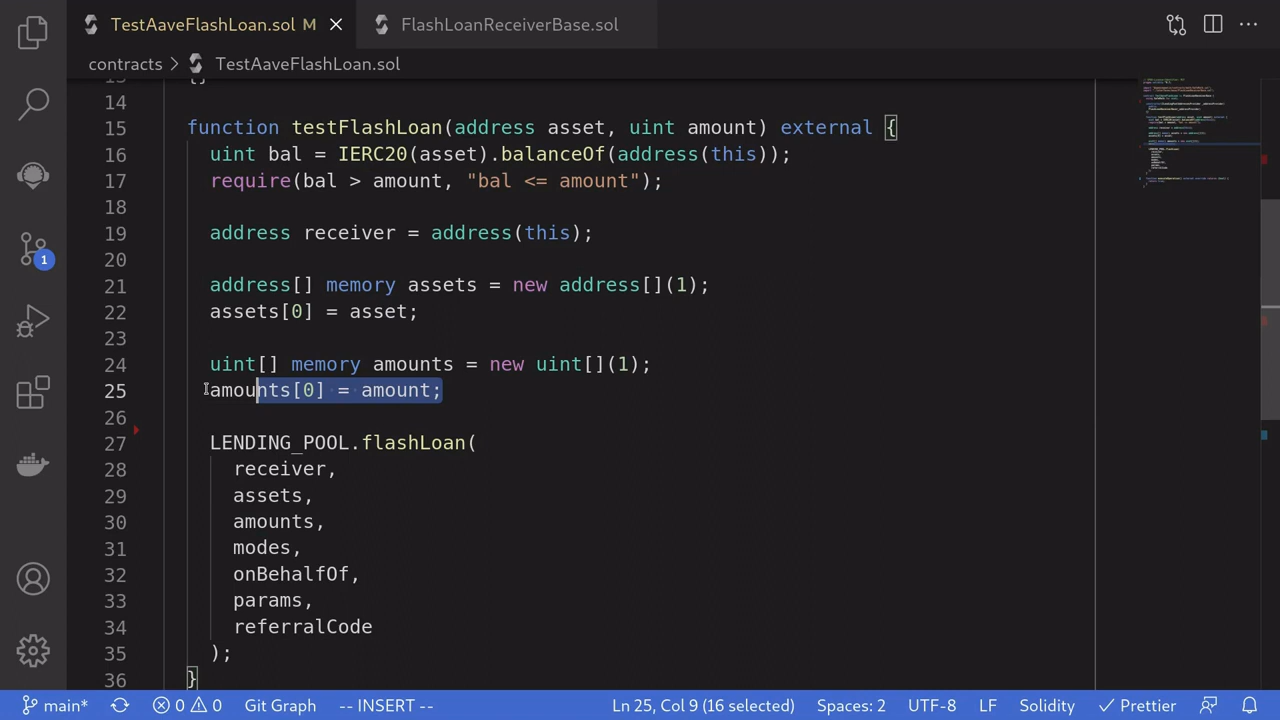 TestAaveFlashLoan.sol M
FlashLoanReceiverBase.sol
contracts > TestAaveFlashLoan.sol
14
15 function testFlashLoan(address asset, uint amount) external {
16 uint bal = IERC20(asset).balanceOf(address(this));
17 require(bal > amount, "bal <= amount");
18
19 address receiver = address(this);
20
21 address[] memory assets = new address[](1);
22 assets[0] = asset;
23
24 uint[] memory amounts = new uint[](1);
25 amounts[0] = amount;
26
27 LENDING_POOL.flashLoan(
28 receiver,
29 assets,
30 amounts,
31 modes,
32 onBehalfOf,
33 params,
34 referralCode
35 );
36 }
1
main* 0 0 Git Graph -- INSERT -- Ln 25, Col 9 (16 selected) Spaces: 2 UTF-8 LF Solidity Prettier